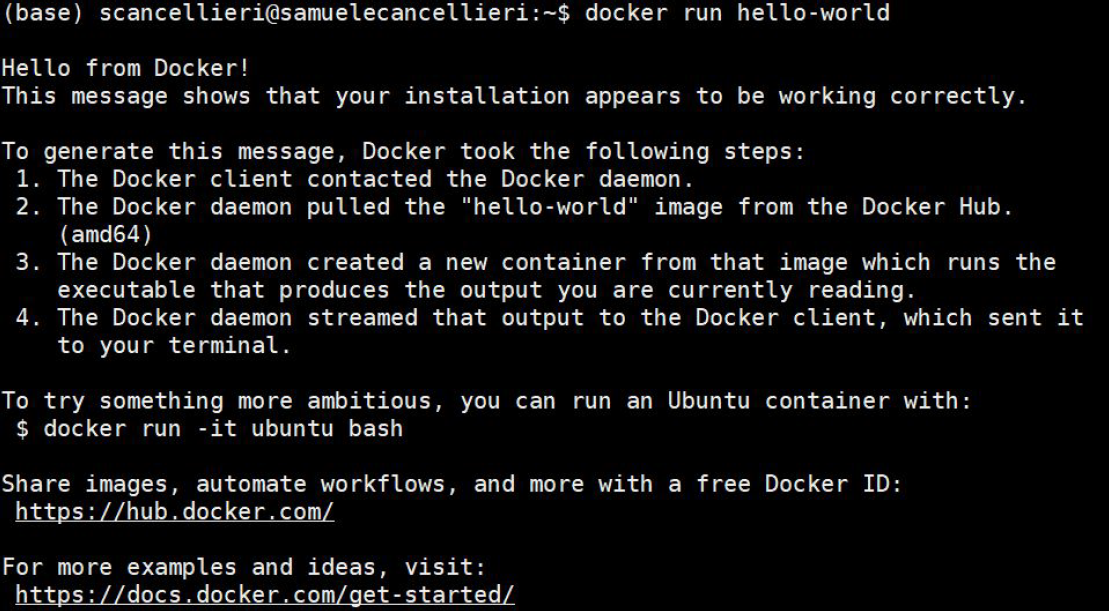 (base) scancellieri@samuelecancellieri:~$ docker run hello-world
Hello from Docker!
This message shows that your installation appears to be working correctly.
To generate this message, Docker took the following steps:
1. The Docker client contacted the Docker daemon.
2. The Docker daemon pulled the "hello-world" image from the Docker Hub.
(amd64)
3. The Docker daemon created a new container from that image which runs the
executable that produces the output you are currently reading.
4. The Docker daemon streamed that output to the Docker client, which sent it
to your terminal.
To try something more ambitious, you can run an Ubuntu container with:
$ docker run -it ubuntu bash
Share images, automate workflows, and more with a free Docker ID:
https://hub.docker.com/
For more examples and ideas, visit:
https://docs.docker.com/get-started/